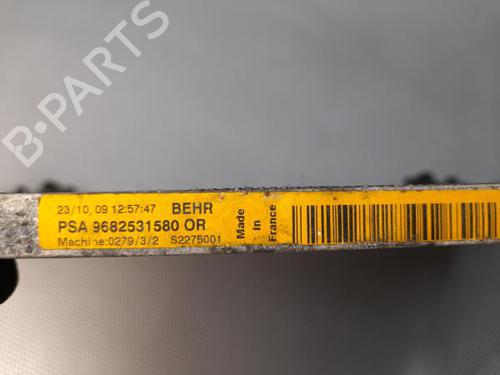 B-PARTS
23/10, 09 12:57:47 BEHR
PSA 9682531580 OR
Machine:0279/3/2 S2275001
Made
in
France